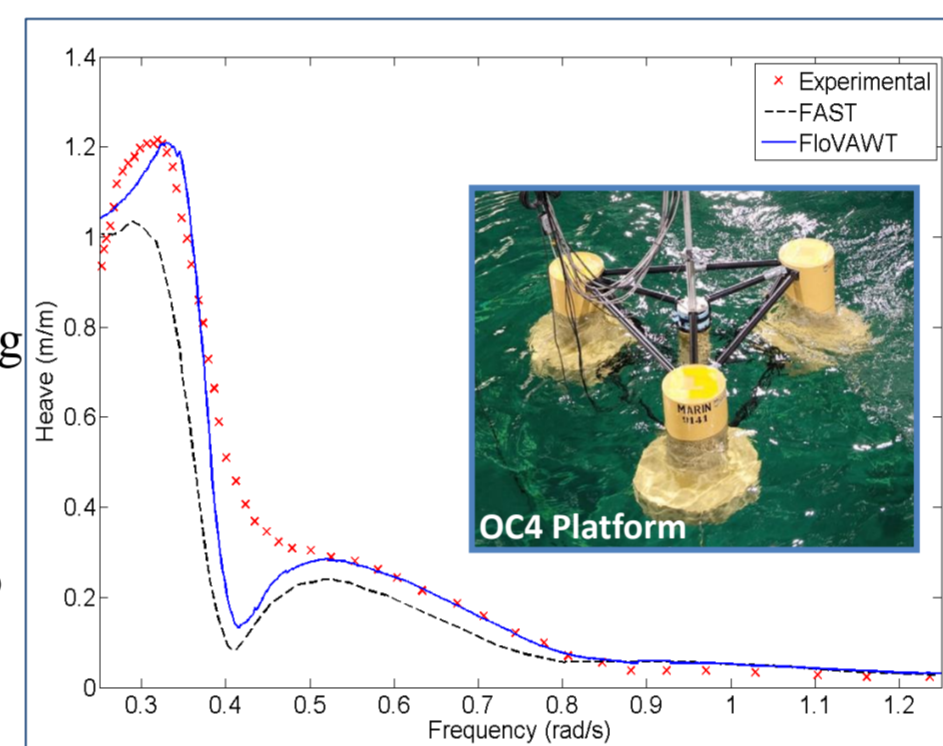 1.4
1.2
1
0.8
0.6
0.4
0.2
0
Heave (m/m)
Experimental
FAST
FloVAWT
MARIN
9141
OC4 Platform
0.3 0.4 0.5 0.6 0.7 0.8 0.9 1 1.1 1.2
Frequency (rad/s)
g